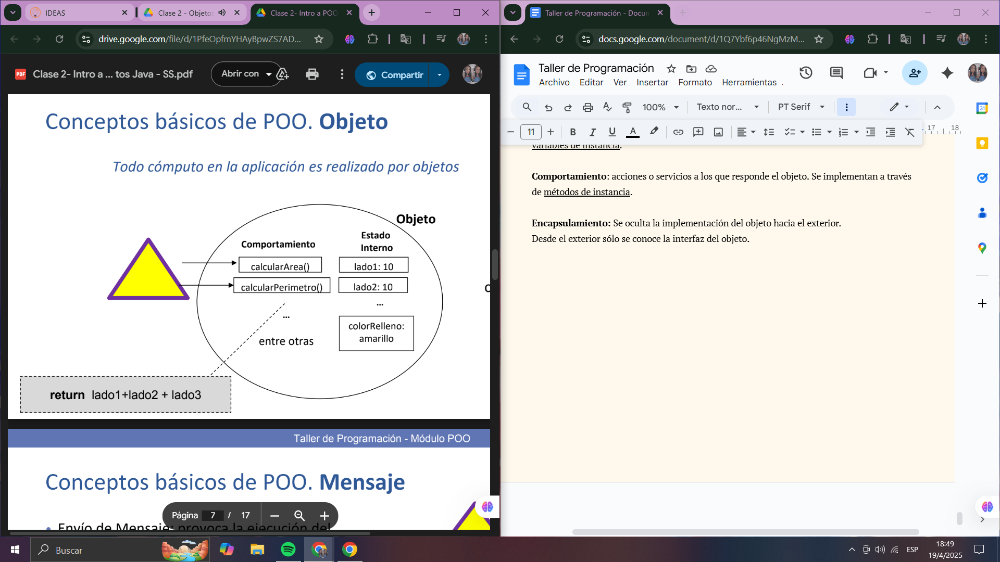 IDEAS
Clase 2 - Objetos
Clase 2- Intro a POO
drive.google.com/file/d/1PfeOpfmYHAyBpwZS7AD...
PDF
Clase 2- Intro a ... tos Java - SS.pdf
Abrir con
Compartir
Conceptos básicos de POO. Objeto
Todo cómputo en la aplicación es realizado por objetos
Objeto
Comportamiento
Estado
Interno
calcularArea()
lado1: 10
calcularPerimetro()
lado2: 10
...
...
colorRelleno:
amarillo
entre otras
return lado1+lado2 + lado3
Taller de Programación - Módulo POO
Conceptos básicos de POO. Mensaje
Página 7 / 17
• Envío de Mensaje: provoca la ejecución del
Taller de Programación - Docum
docs.google.com/document/d/1Q7Ybf6p46NgMzM...
Taller de Programación
Archivo Editar Ver Insertar Formato Herramientas
100% Texto nor... PT Serif
11 B I U A
17 18
31
variables de instancia.
Comportamiento: acciones o servicios a los que responde el objeto. Se implementan a través
de métodos de instancia.
Encapsulamiento: Se oculta la implementación del objeto hacia el exterior.
Desde el exterior sólo se conoce la interfaz del objeto.
Buscar
ESP
18:49
19/4/2025